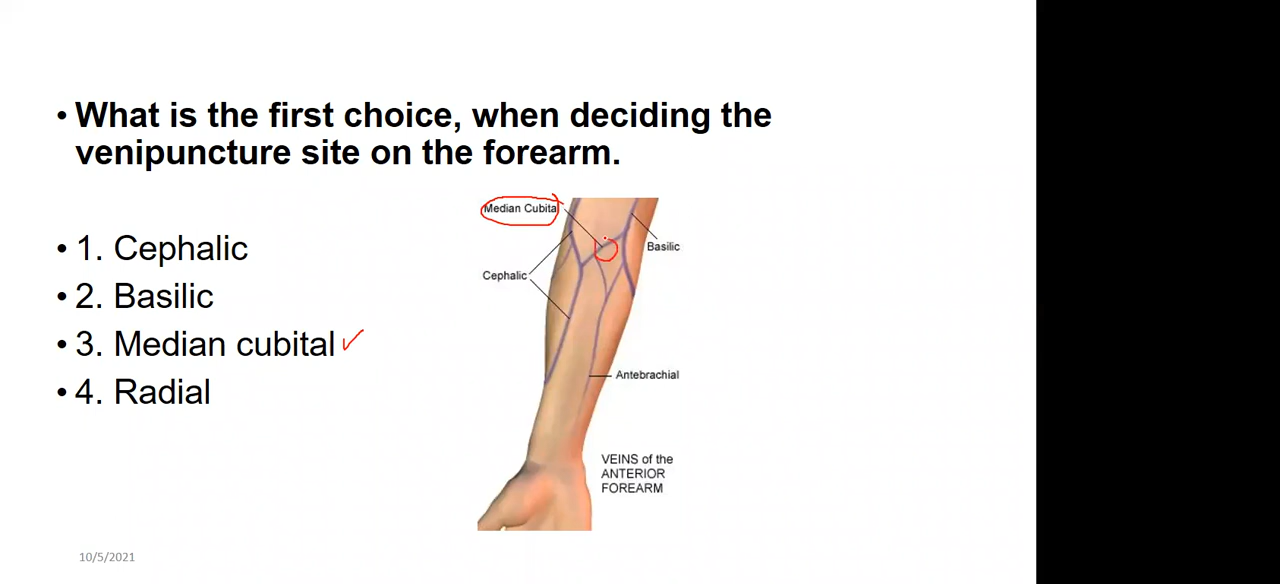 • What is the first choice, when deciding the
venipuncture site on the forearm.
• 1. Cephalic
• 2. Basilic
• 3. Median cubital
• 4. Radial
Median Cubital
Basilic
Cephalic
Antebrachial
VEINS of the
ANTERIOR
FOREARM
10/5/2021